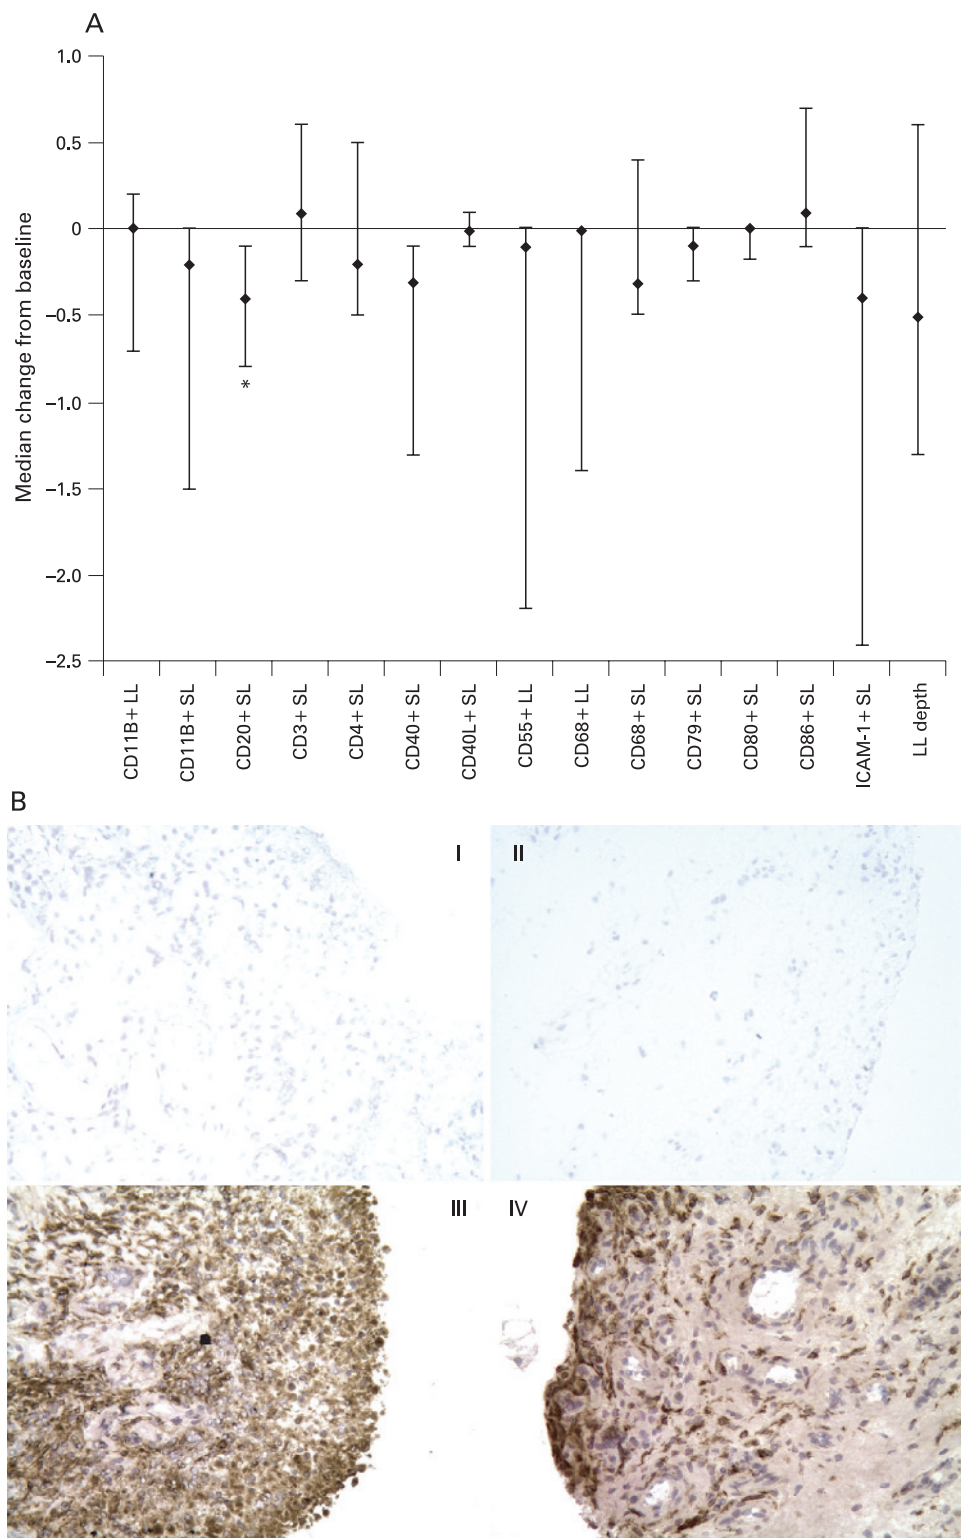 A
Median change from baseline
1.0
0.5
0
−0.5
−1.0
−1.5
−2.0
−2.5
*
CD11B+ LL
CD11B+ SL
CD20+ SL
CD3+ SL
CD4+ SL
CD40+ SL
CD40L+ SL
CD55+ LL
CD68+ LL
CD68+ SL
CD79+ SL
CD80+ SL
CD86+ SL
ICAM-1+ SL
LL depth
B
I
II
III
IV